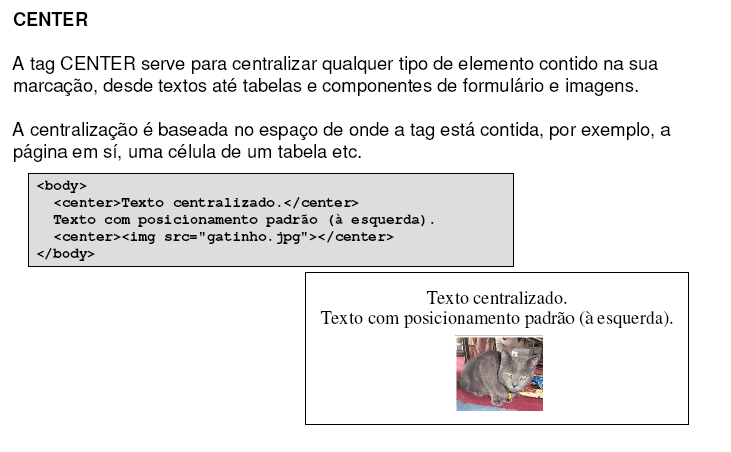 CENTER
A tag CENTER serve para centralizar qualquer tipo de elemento contido na sua
marcação, desde textos até tabelas e componentes de formulário e imagens.
A centralização é baseada no espaço de onde a tag está contida, por exemplo, a
página em sí, uma célula de um tabela etc.
<body>
<center>Texto centralizado.</center>
Texto com posicionamento padrão (à esquerda).
<center><img src="gatinho.jpg"></center>
</body>
Texto centralizado.
Texto com posicionamento padrão (à esquerda).